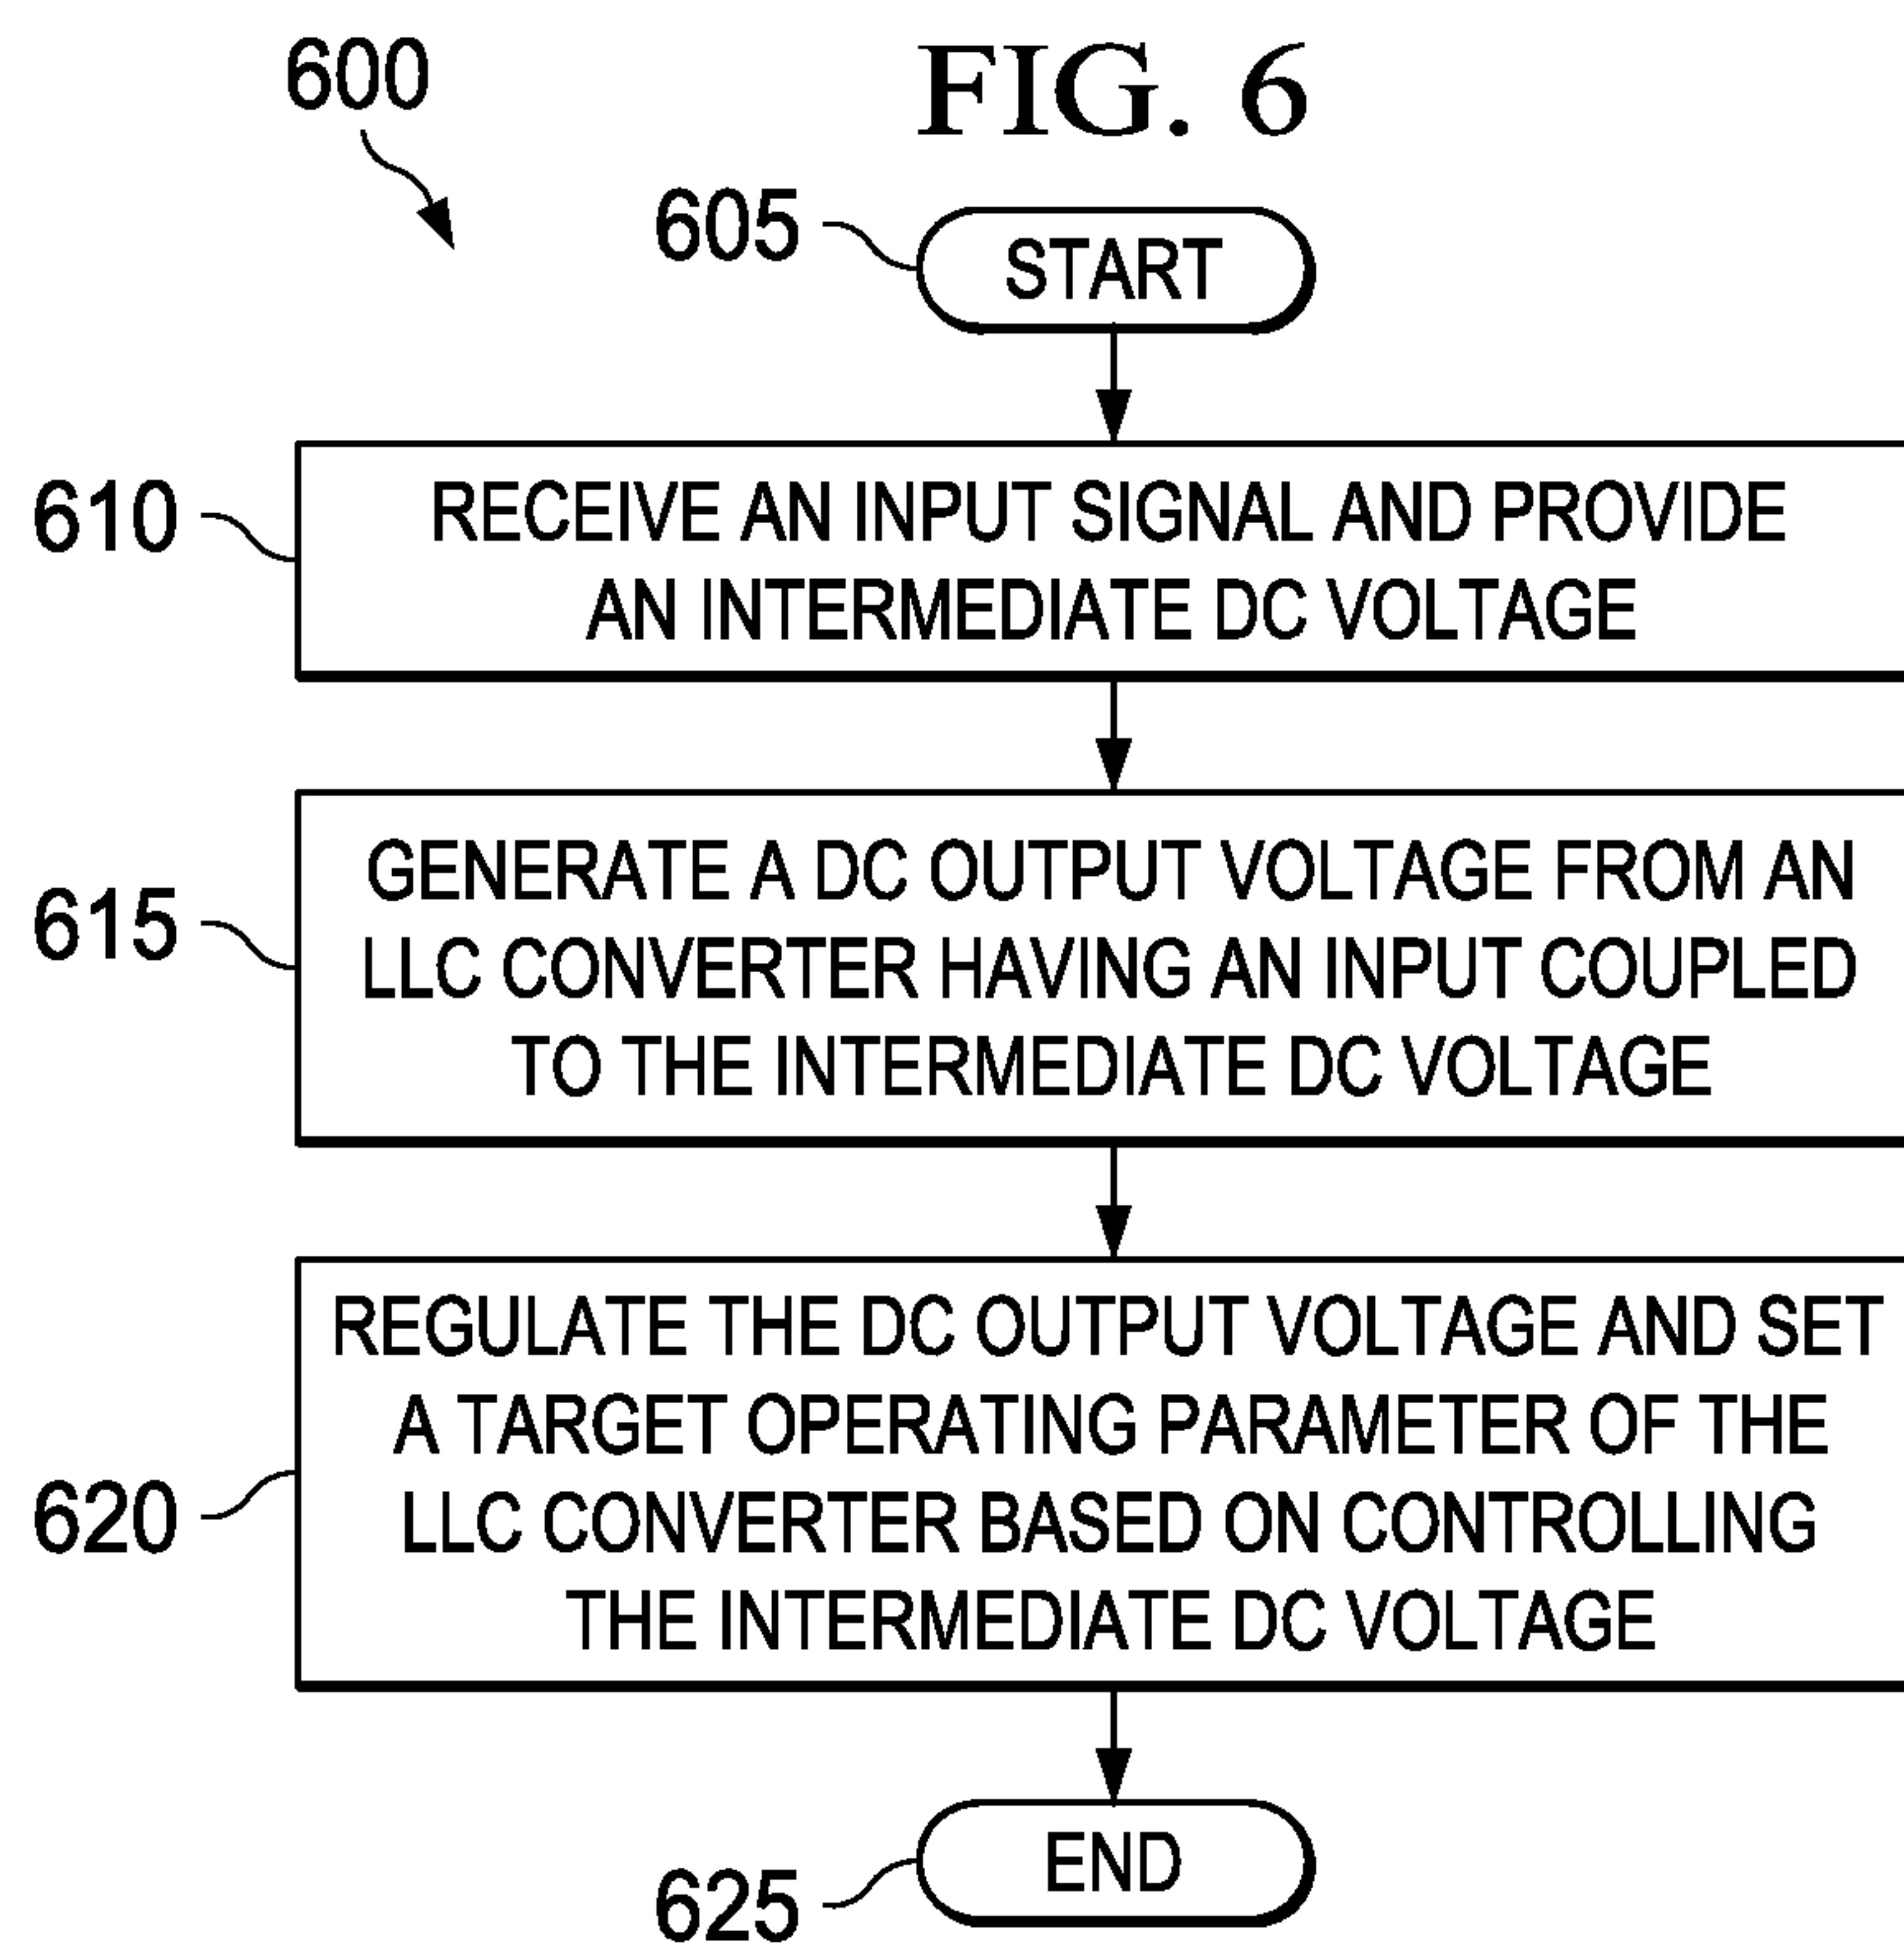 600
FIG. 6
605
START
610
RECEIVE AN INPUT SIGNAL AND PROVIDE
AN INTERMEDIATE DC VOLTAGE
615
GENERATE A DC OUTPUT VOLTAGE FROM AN
LLC CONVERTER HAVING AN INPUT COUPLED
TO THE INTERMEDIATE DC VOLTAGE
620
REGULATE THE DC OUTPUT VOLTAGE AND SET
A TARGET OPERATING PARAMETER OF THE
LLC CONVERTER BASED ON CONTROLLING
THE INTERMEDIATE DC VOLTAGE
625
END